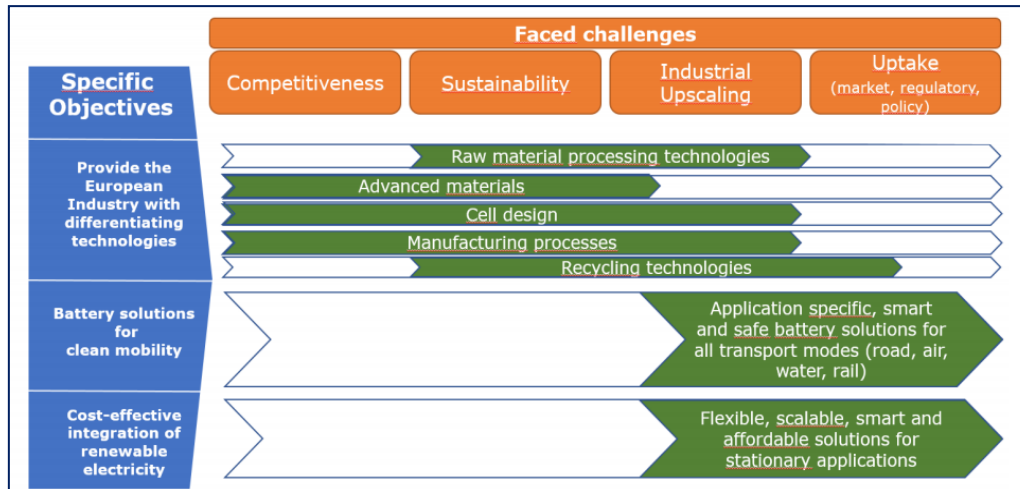 Faced challenges
Specific
Objectives
Competitiveness
Sustainability
Industrial
Upscaling
Uptake
(market, regulatory,
policy)
Provide the
European
Industry with
differentiating
technologies
Raw material processing technologies
Advanced materials
Cell design
Manufacturing processes
Recycling technologies
Battery solutions
for
clean mobility
Application specific, smart
and safe battery solutions for
all transport modes (road, air,
water, rail)
Cost-effective
integration of
renewable
electricity
Flexible, scalable, smart and
affordable solutions for
stationary applications